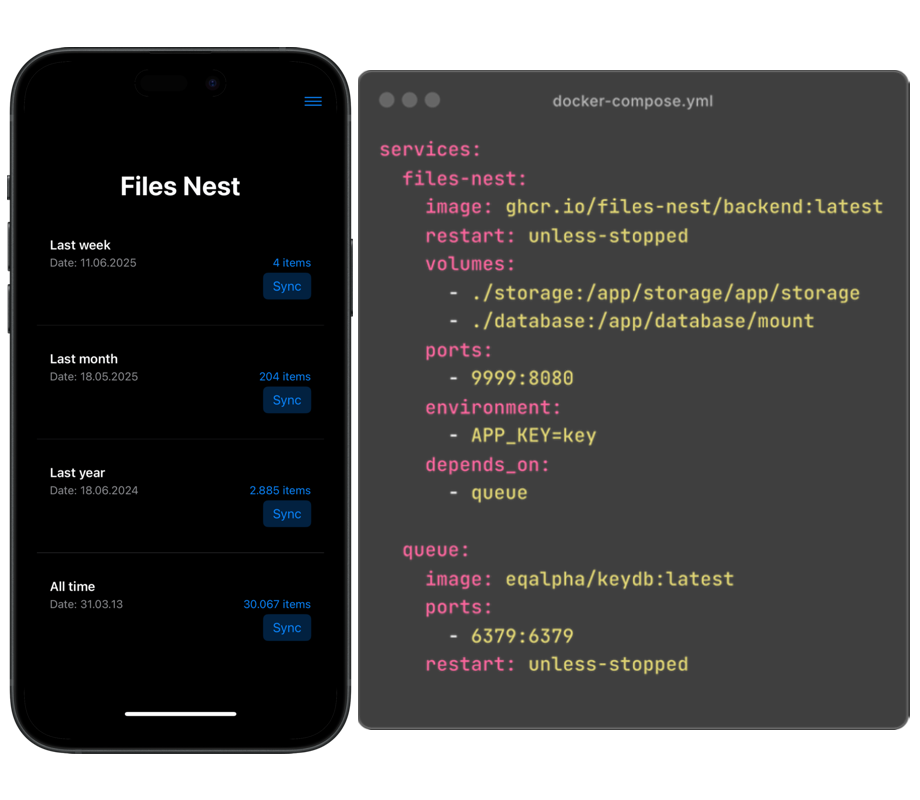 Files Nest
Last week
Date: 11.06.2025
4 items
Sync
Last month
Date: 18.05.2025
204 items
Sync
Last year
Date: 18.06.2024
2.885 items
Sync
All time
Date: 31.03.13
30.067 items
Sync
docker-compose.yml
services:
  files-nest:
    image: ghcr.io/files-nest/backend:latest
    restart: unless-stopped
    volumes:
      - ./storage:/app/storage/app/storage
      - ./database:/app/database/mount
    ports:
      - 9999:8080
    environment:
      - APP_KEY=key
    depends_on:
      - queue
  queue:
    image: eqalpha/keydb:latest
    ports:
      - 6379:6379
    restart: unless-stopped